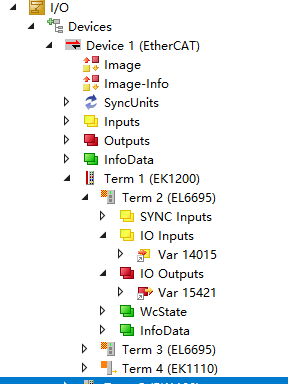 I/O
Devices
Device 1 (EtherCAT)
Image
Image-Info
SyncUnits
Inputs
Outputs
InfoData
Term 1 (EK1200)
Term 2 (EL6695)
SYNC Inputs
IO Inputs
Var 14015
IO Outputs
Var 15421
WcState
InfoData
Term 3 (EL6695)
Term 4 (EK1110)